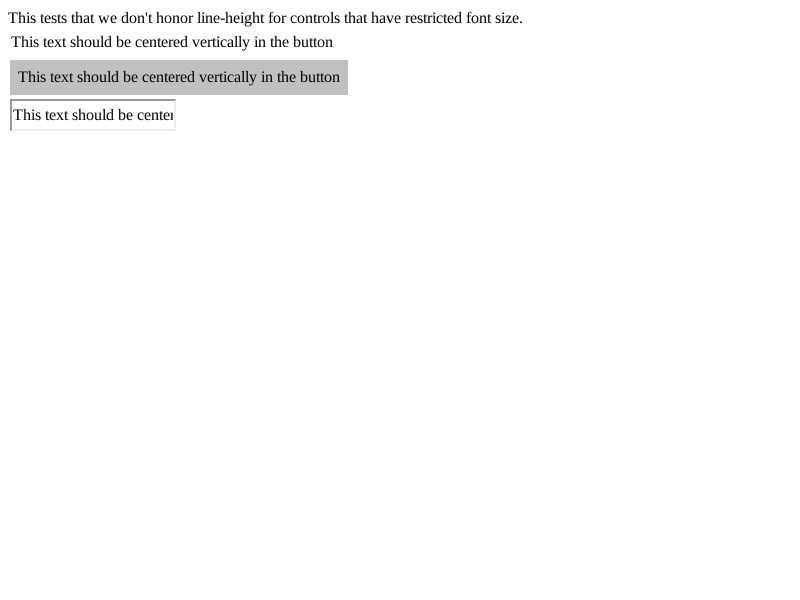 This tests that we don't honor line-height for controls that have restricted font size.
This text should be centered vertically in the button
This text should be centered vertically in the button
This text should be center